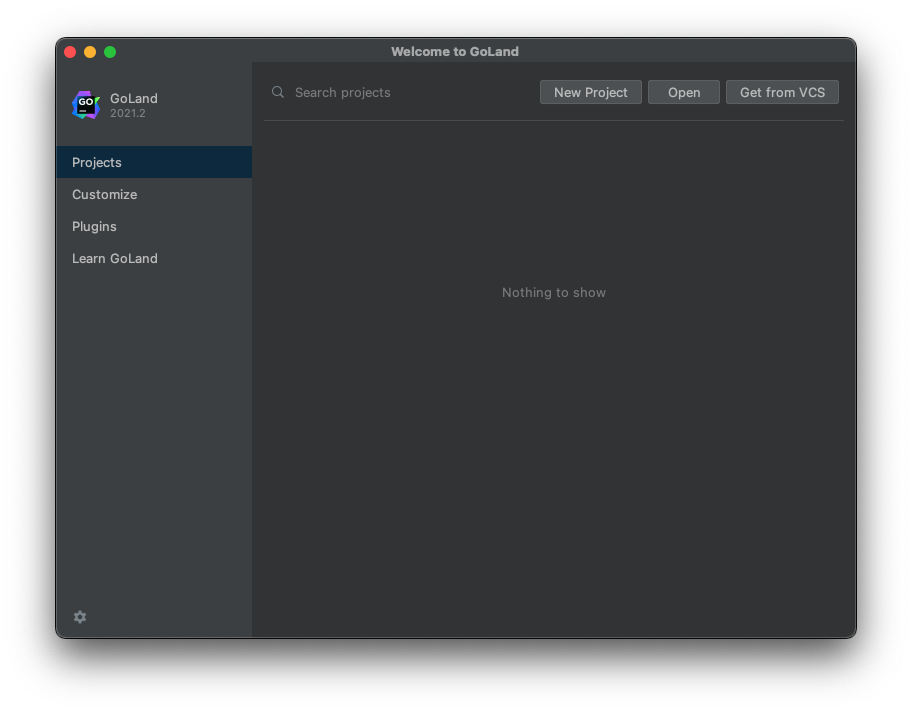 Welcome to GoLand
GO
GoLand
2021.2
Projects
Customize
Plugins
Learn GoLand
Search projects
New Project
Open
Get from VCS
Nothing to show